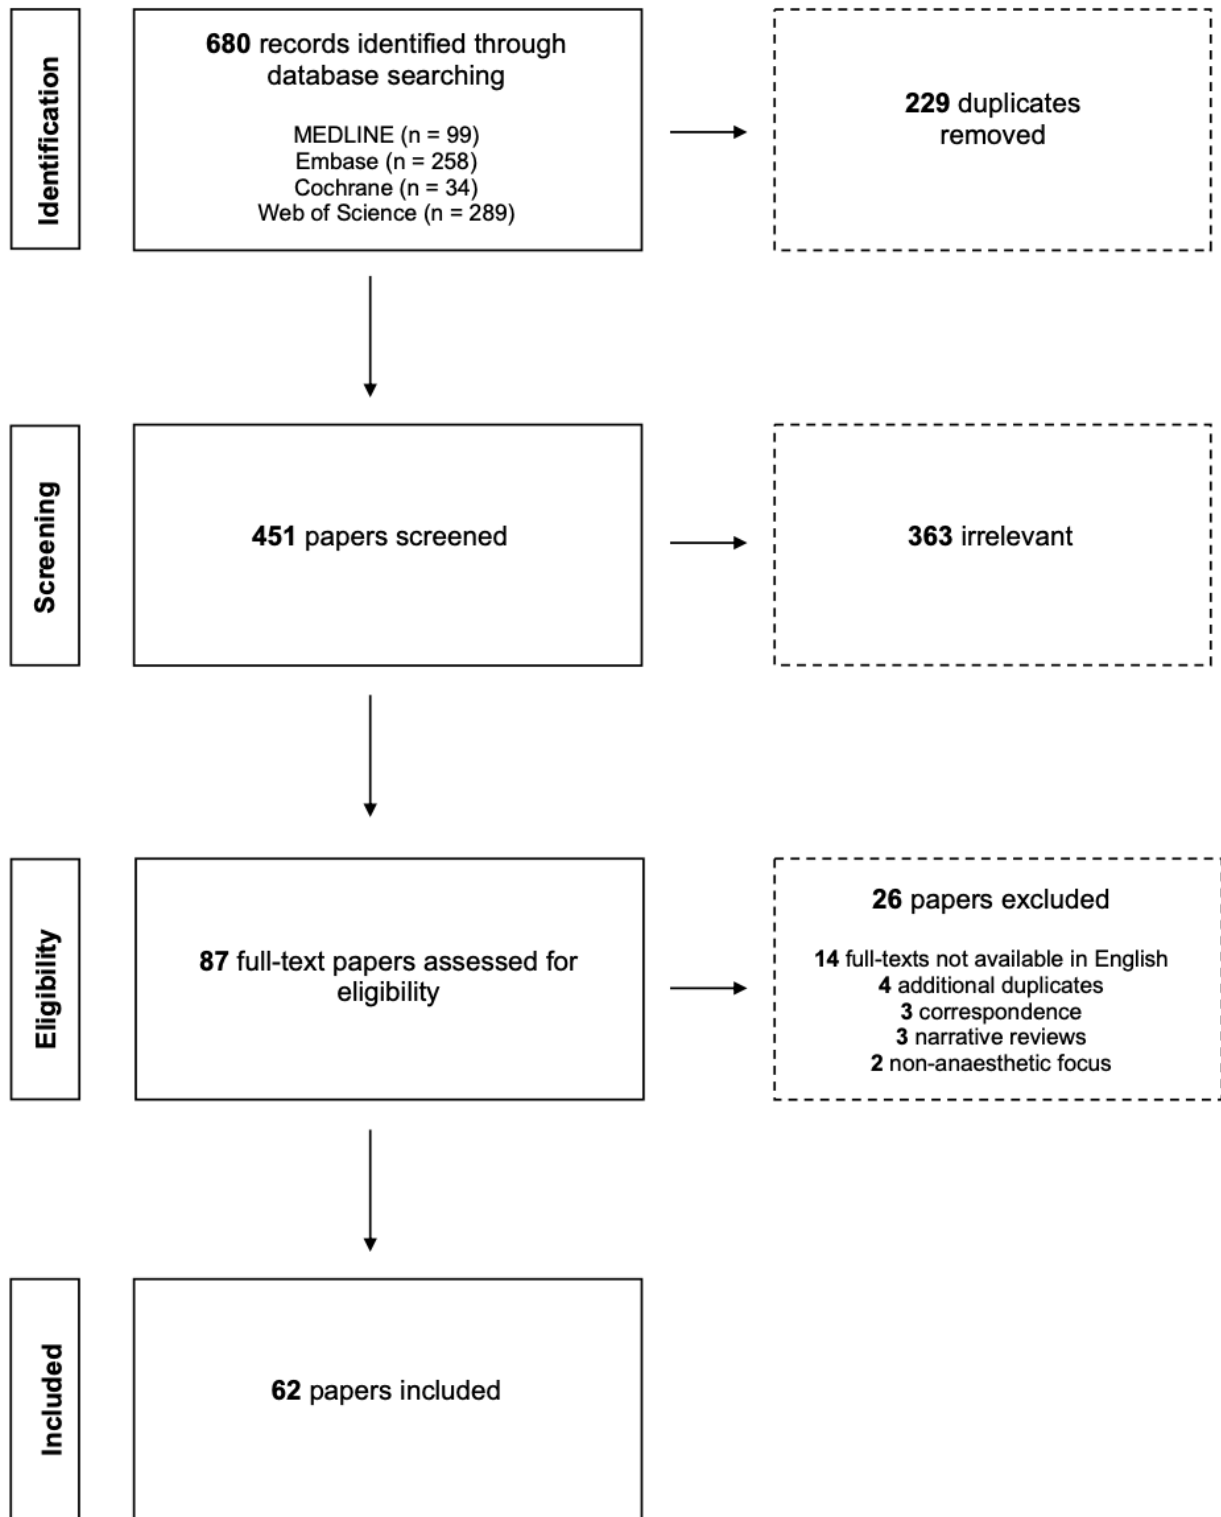 Identification
680 records identified through
database searching
MEDLINE (n = 99)
Embase (n = 258)
Cochrane (n = 34)
Web of Science (n = 289)
229 duplicates
removed
Screening
451 papers screened
363 irrelevant
Eligibility
87 full-text papers assessed for
eligibility
26 papers excluded
14 full-texts not available in English
4 additional duplicates
3 correspondence
3 narrative reviews
2 non-anaesthetic focus
Included
62 papers included